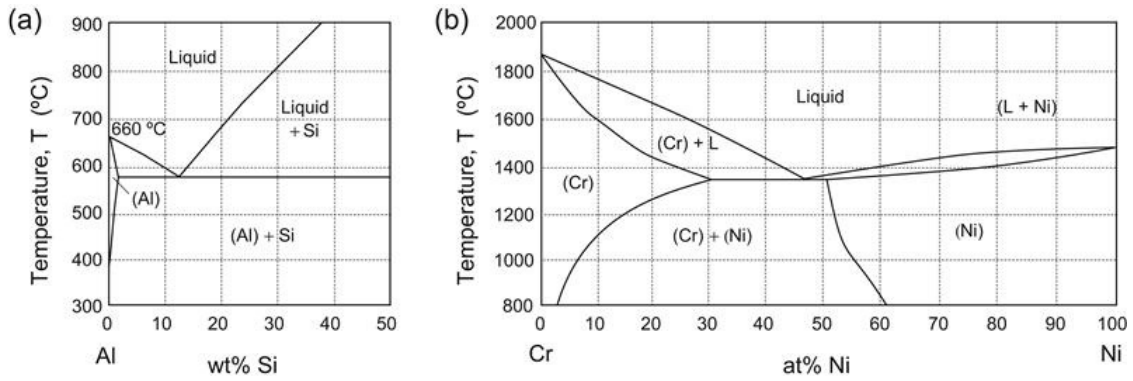 (a)
900
800
700
600
500
400
300
Temperature, T (ºC)
Liquid
Liquid
+ Si
660 ºC
(Al)
(Al) + Si
0 10 20 30 40 50
Al
wt% Si
(b)
2000
1800
1600
1400
1200
1000
800
Temperature, T (ºC)
Liquid
(L + Ni)
(Cr) + L
(Cr)
(Cr) + (Ni)
(Ni)
0 10 20 30 40 50 60 70 80 90 100
Cr
at% Ni
Ni